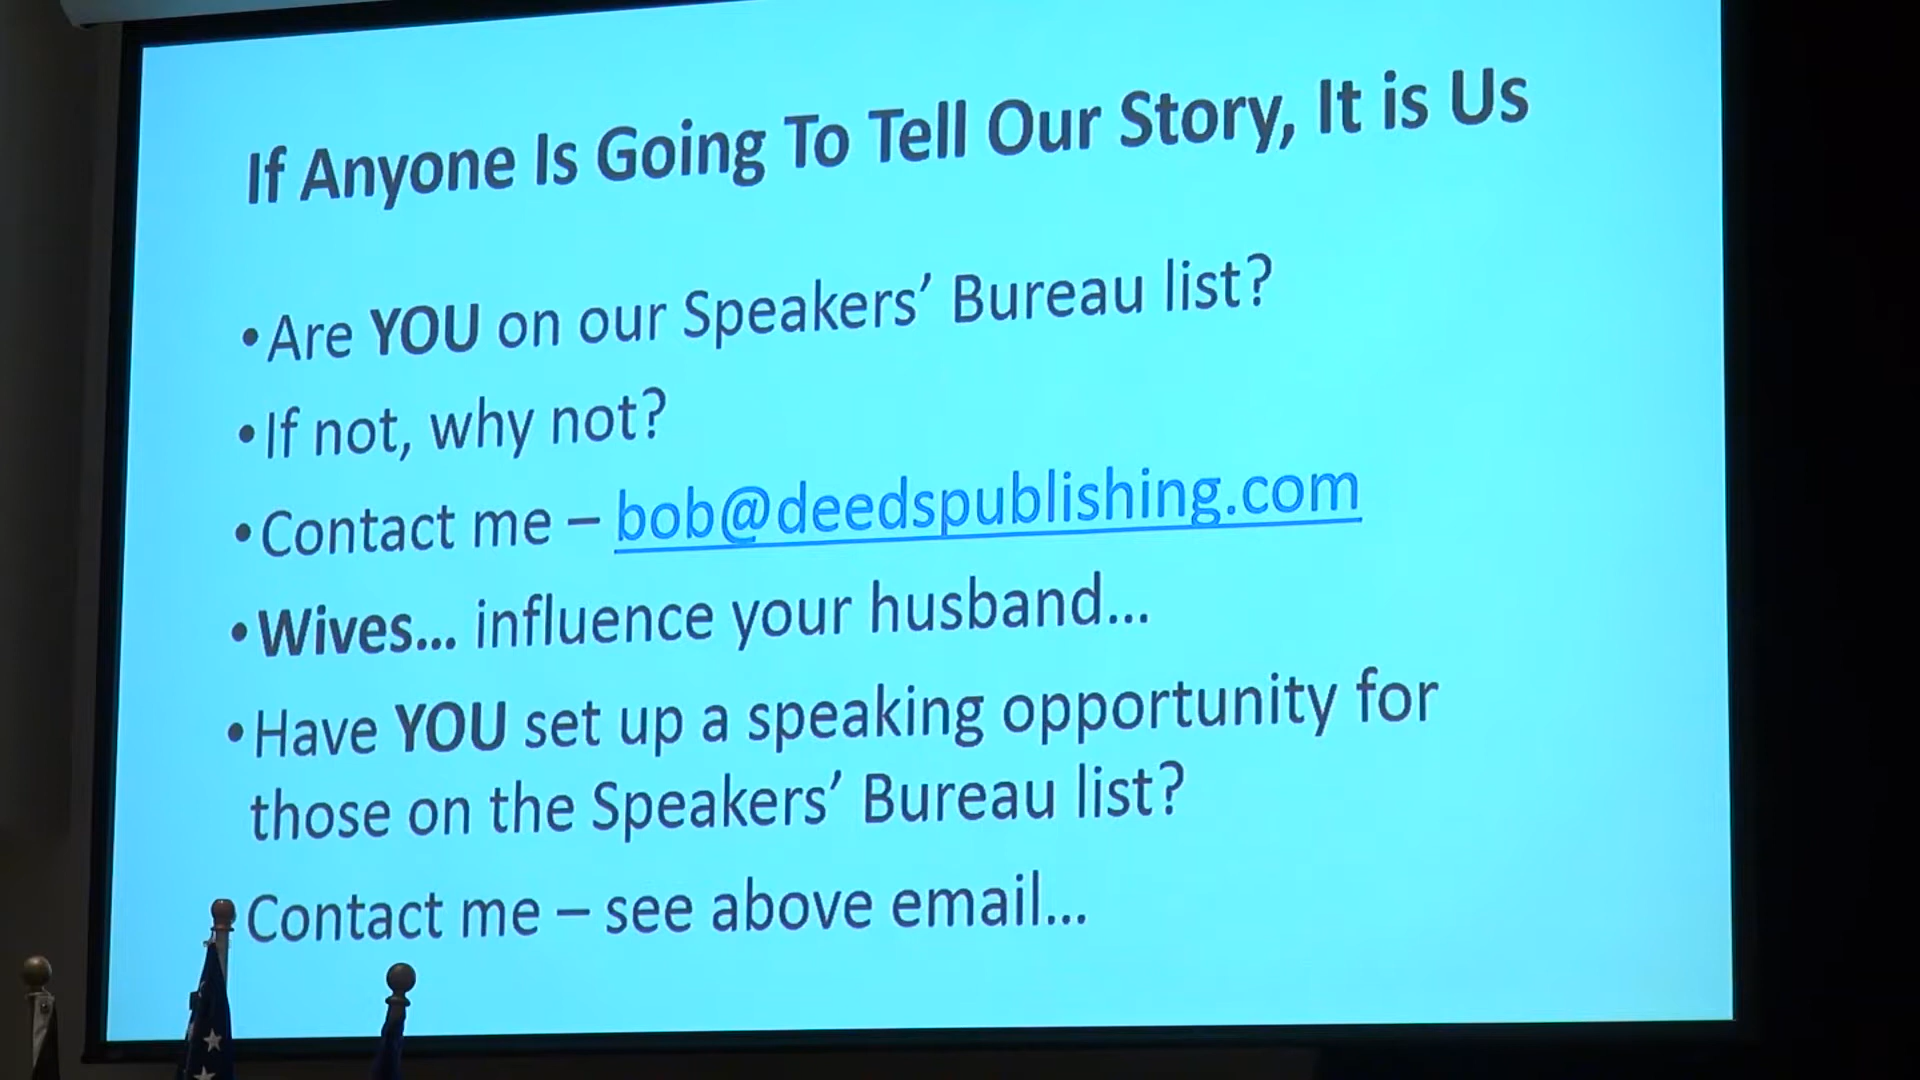 If Anyone Is Going To Tell Our Story, It is Us
•Are YOU on our Speakers’ Bureau list?
•If not, why not?
•Contact me – bob@deedspublishing.com
•Wives… influence your husband…
•Have YOU set up a speaking opportunity for
those on the Speakers’ Bureau list?
Contact me – see above email…